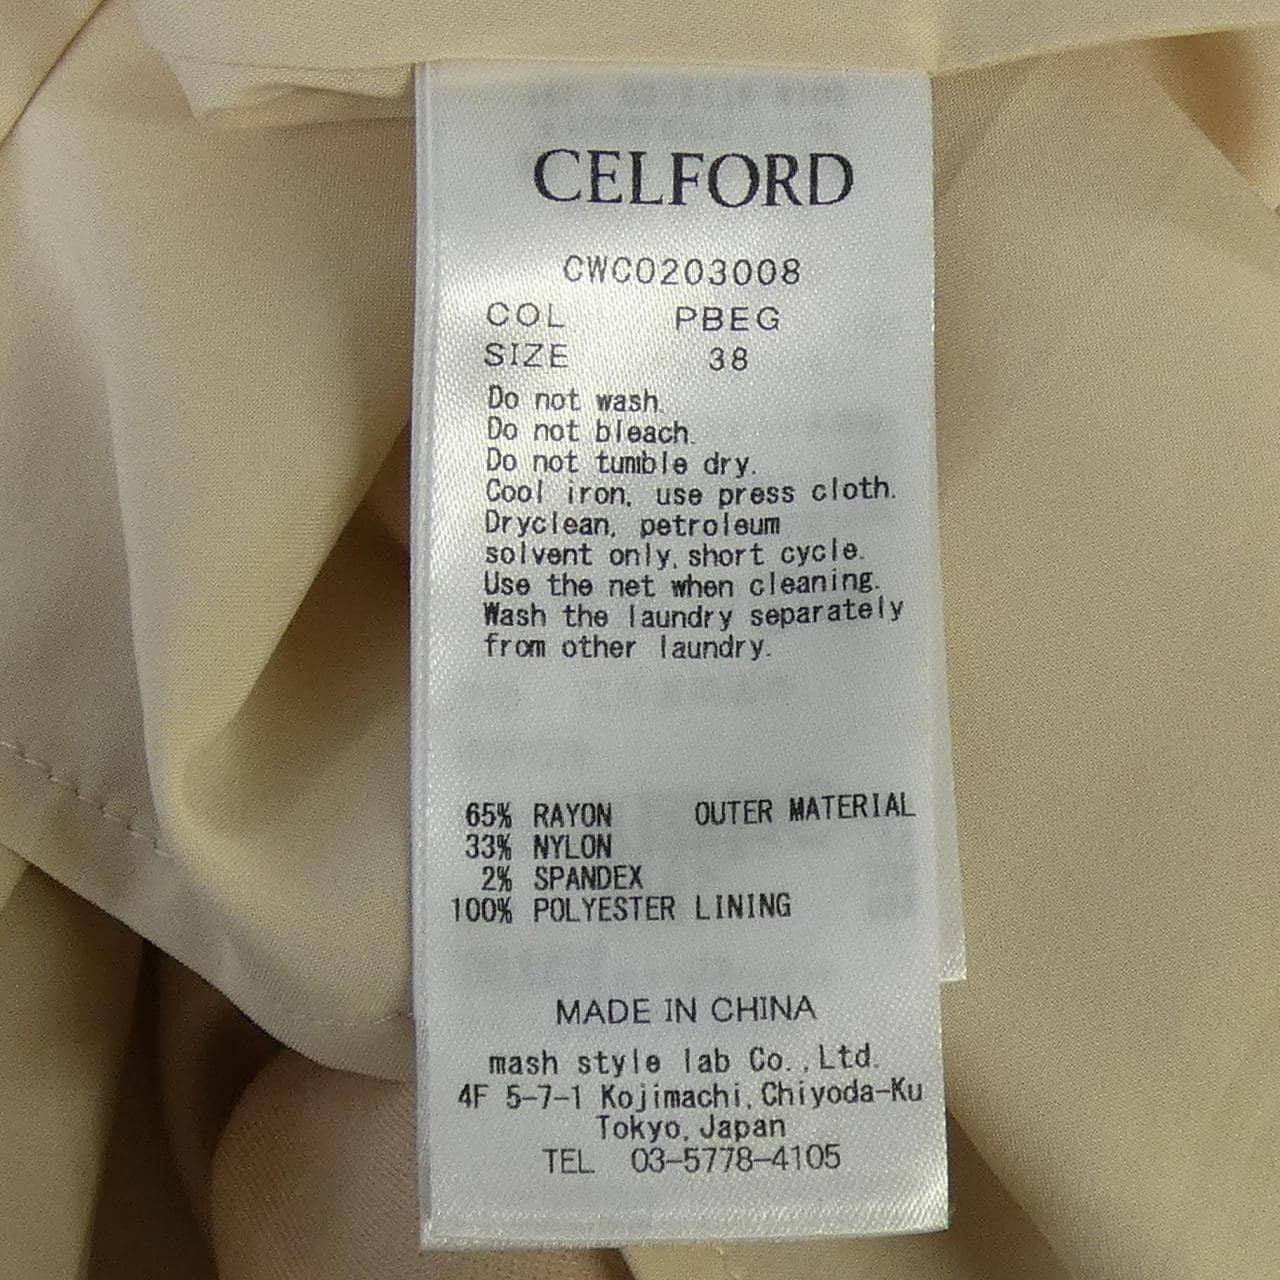 CELFORD
CWC0203008
COL PBEG
SIZE 38
Do not wash.
Do not bleach.
Do not tumble dry.
Cool iron, use press cloth.
Dryclean, petroleum
solvent only, short cycle.
Use the net when cleaning.
Wash the laundry separately
from other laundry.
65% RAYON OUTER MATERIAL
33% NYLON
2% SPANDEX
100% POLYESTER LINING
MADE IN CHINA
mash style lab Co.,Ltd.
4F 5-7-1 Kojimachi, Chiyoda-Ku
Tokyo, Japan
TEL 03-5778-4105